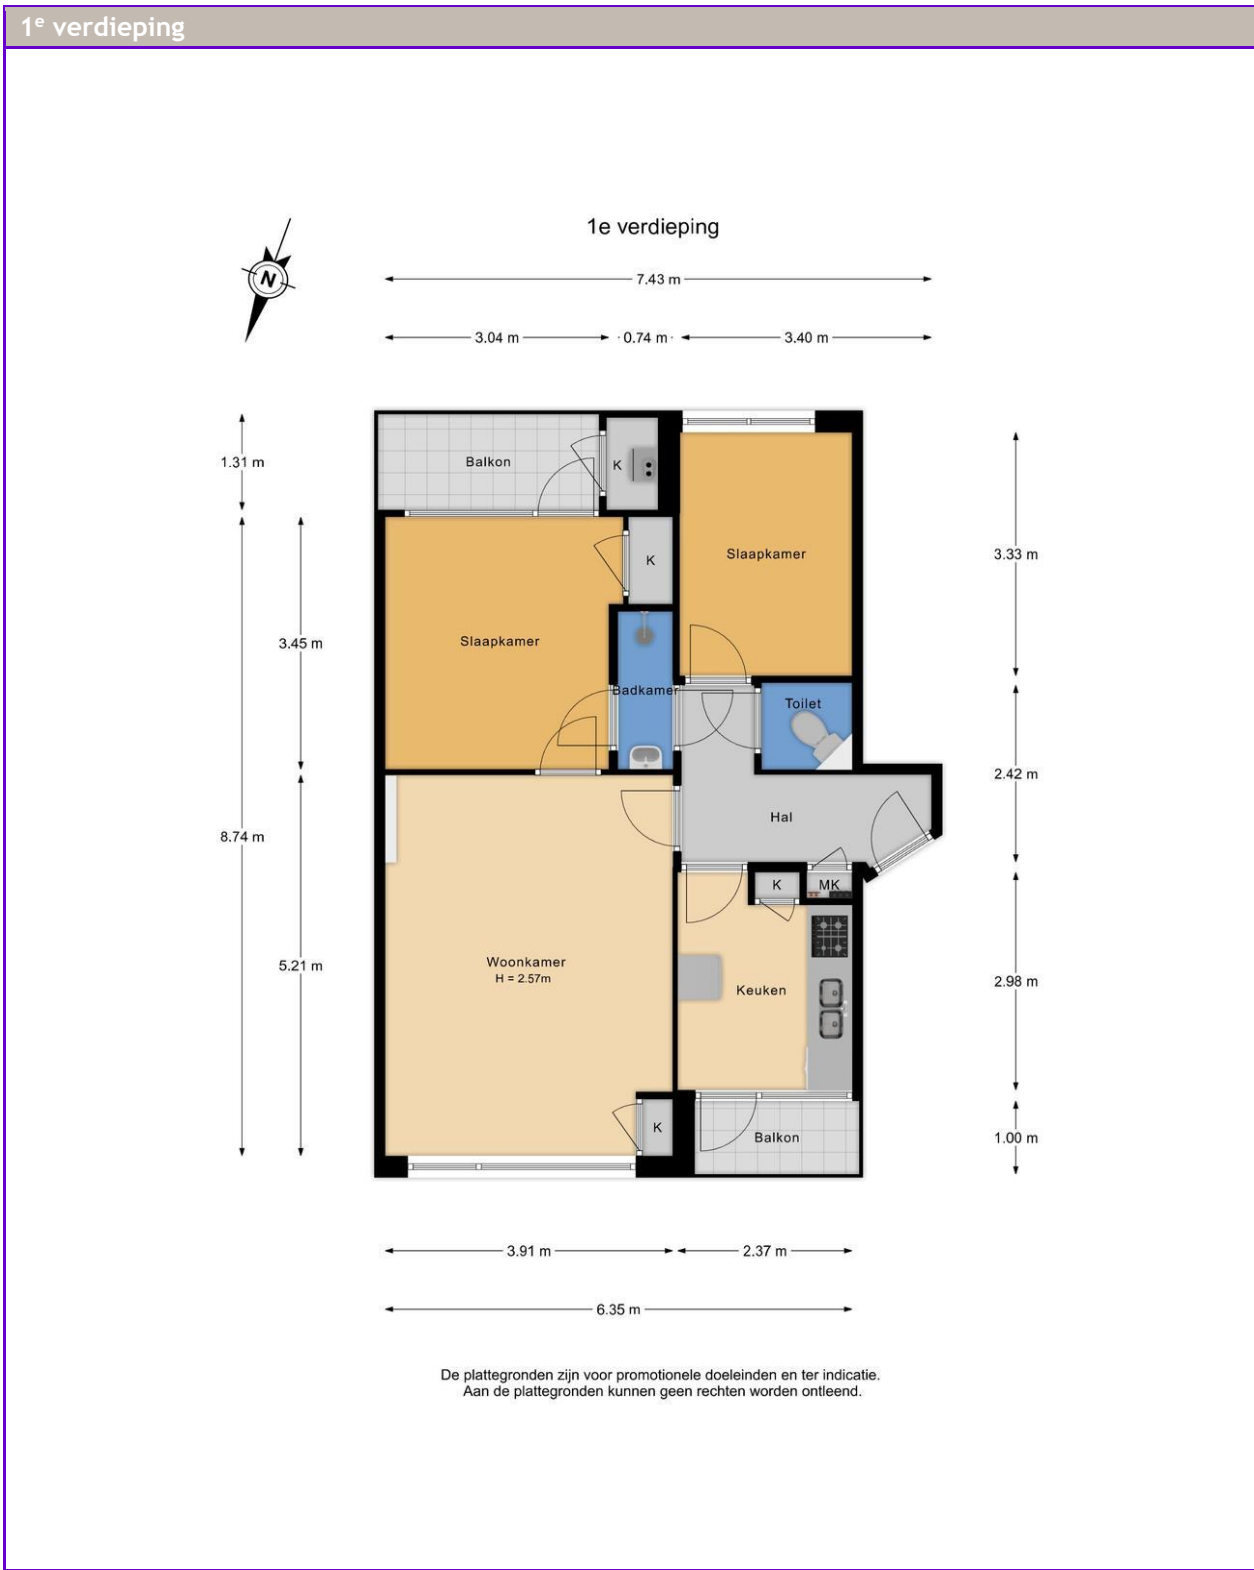 1e verdieping
1e verdieping
N
7.43 m
3.04 m
0.74 m
3.40 m
1.31 m
Balkon
K
3.33 m
Slaapkamer
K
3.45 m
Slaapkamer
Badkamer
Toilet
2.42 m
8.74 m
Hal
K
MK
5.21 m
Woonkamer
H = 2.57m
Keuken
2.98 m
K
Balkon
1.00 m
3.91 m
2.37 m
6.35 m
De plattegronden zijn voor promotionele doeleinden en ter indicatie.
Aan de plattegronden kunnen geen rechten worden ontleend.